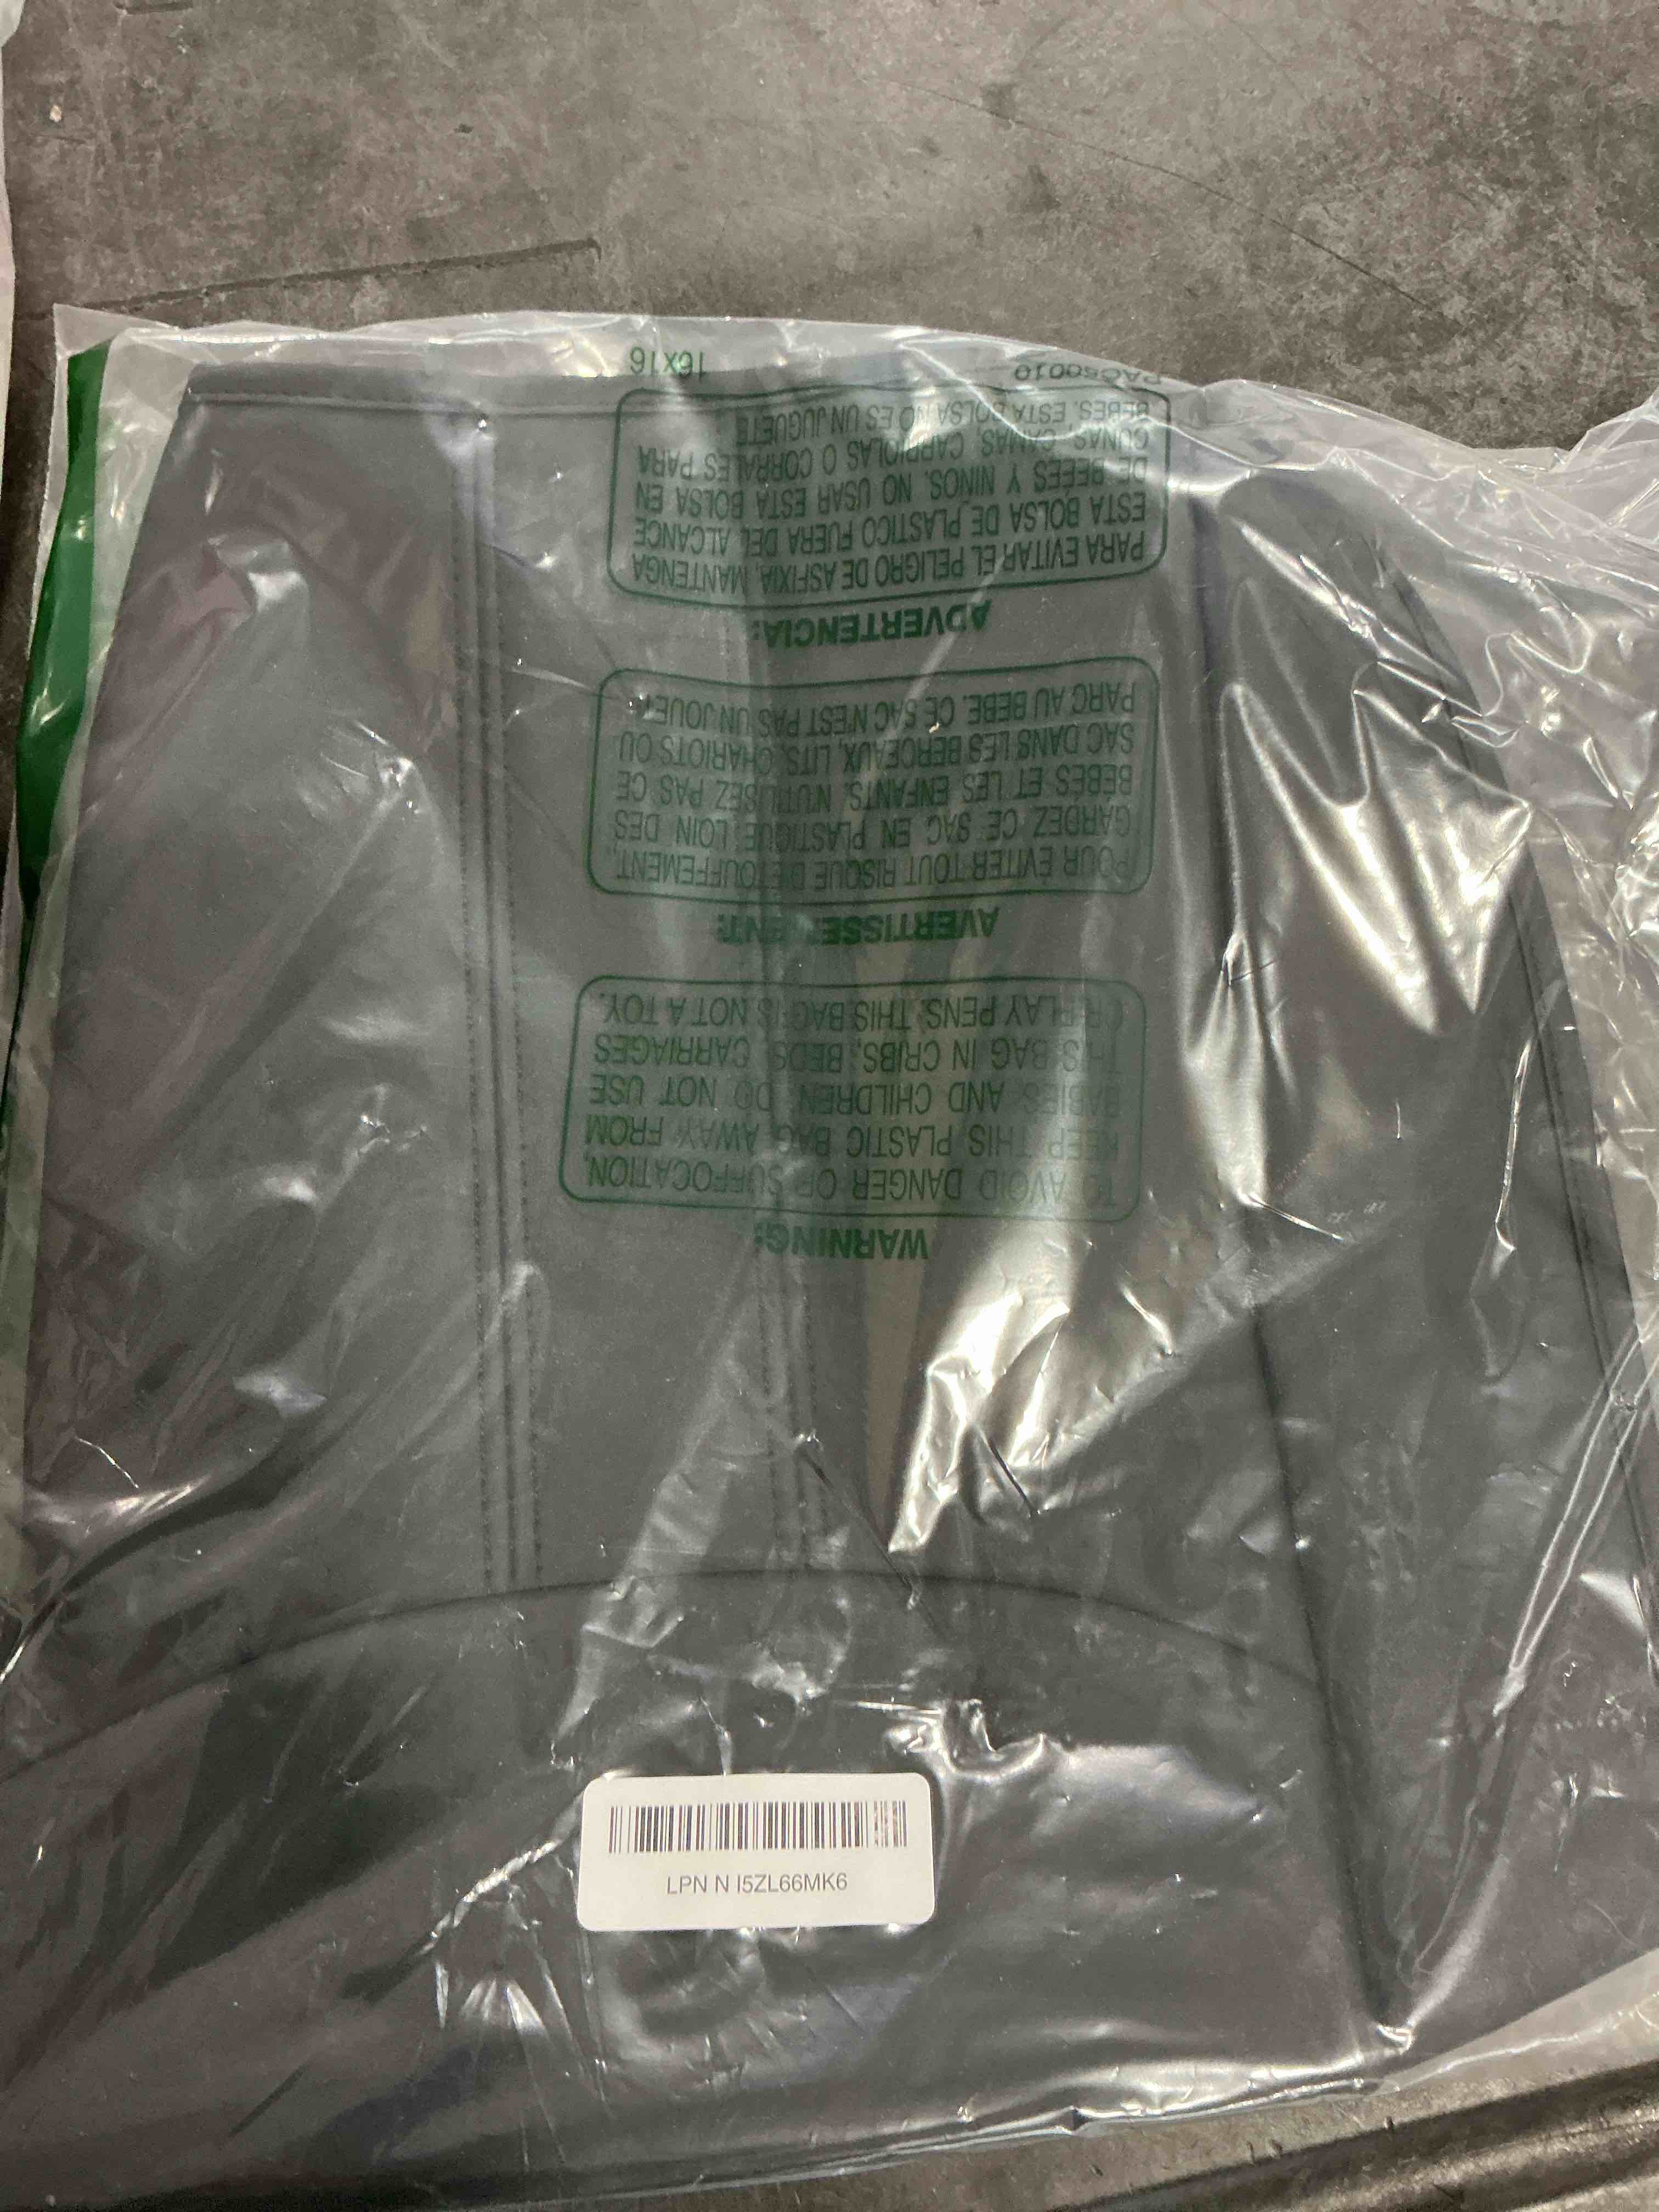 WARNING:
TO AVOID DANGER OF SUFFOCATION,
KEEP THIS PLASTIC BAG AWAY FROM
BABIES AND CHILDREN. DO NOT USE
THIS BAG IN CRIBS, BEDS, CARRIAGES
OR PLAY PENS. THIS BAG IS NOT A TOY.
AVERTISSEMENT:
POUR ÉVITER TOUT RISQUE D'ETOUFFEMENT,
GARDEZ CE SAC EN PLASTIQUE LOIN DES
BEBES ET LES ENFANTS. N'UTILISEZ PAS CE
SAC DANS LES BERCEAUX, LITS, CHARIOTS OU
PARC AU BEBE. CE SAC N'EST PAS UN JOUET.
ADVERTENCIA:
PARA EVITAR EL PELIGRO DE ASFIXIA, MANTENGA
ESTA BOLSA DE PLASTICO FUERA DEL ALCANCE
DE BEBES Y NINOS. NO USAR ESTA BOLSA EN
CUNAS, CAMAS, CARRIOLAS O CORRALES PARA
BEBES. ESTA BOLSA NO ES UN JUGUETE
PAQ50010
16x16
LPN N I5ZL66MK6